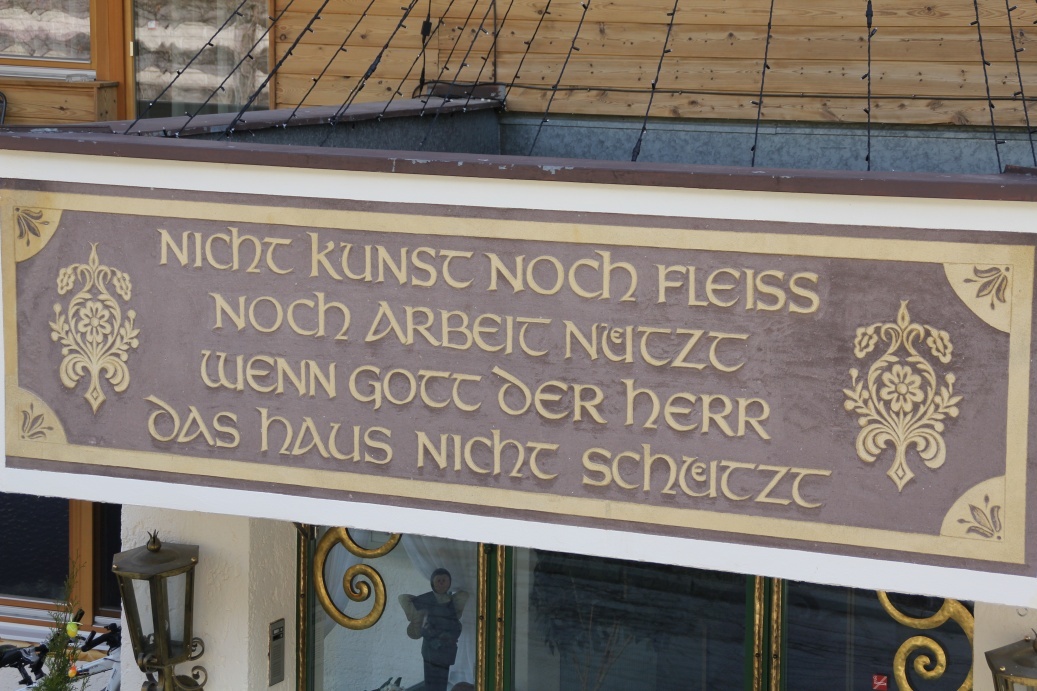 NICHT KUNST NOCH FLEISS
NOCH ARBEIT NÜTZT
WENN GOTT DER HERR
DAS HAUS NICHT SCHÜTZT